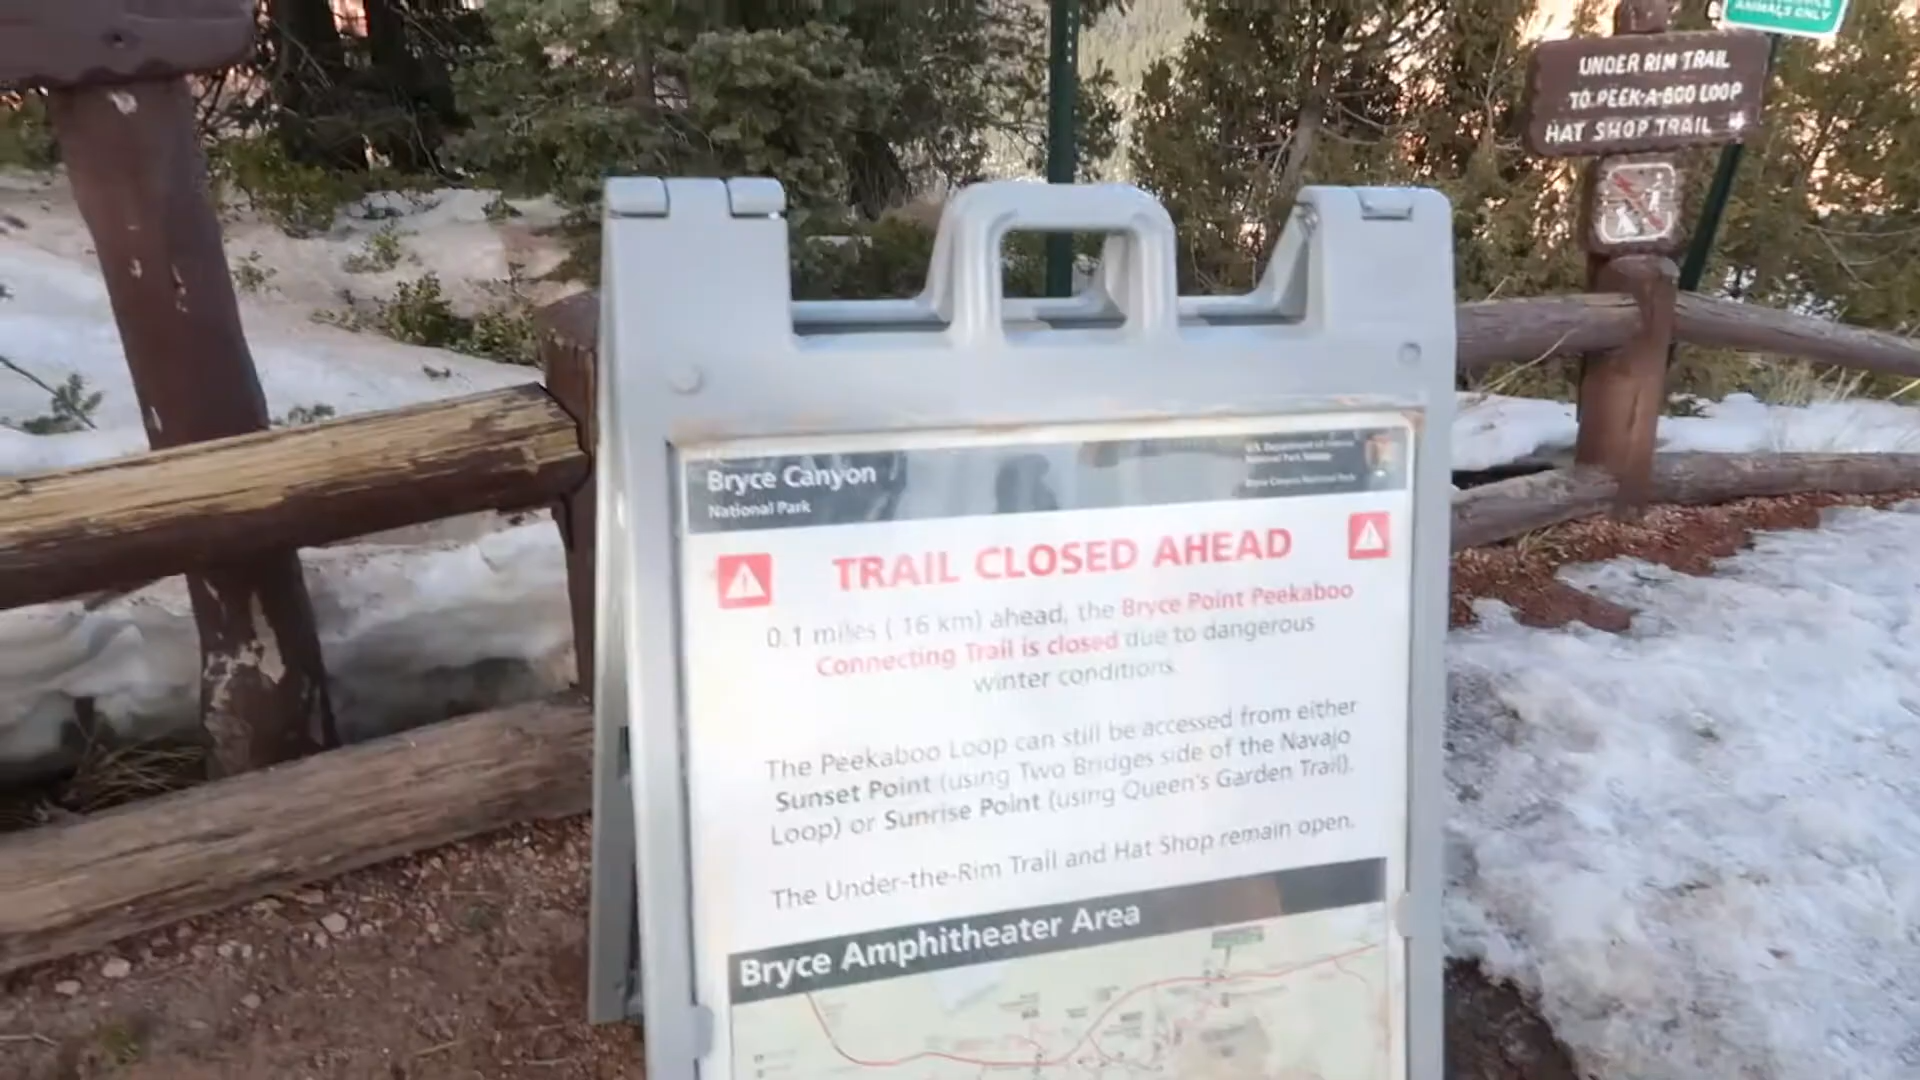 ANIMALS ONLY
UNDER RIM TRAIL
TO PEEK-A-BOO LOOP
HAT SHOP TRAIL
Bryce Canyon
National Park
U.S. Department of Interior
National Park Service
Bryce Canyon National Park
TRAIL CLOSED AHEAD
0.1 miles ( 16 km) ahead, the Bryce Point Peekaboo
Connecting Trail is closed due to dangerous
winter conditions.
The Peekaboo Loop can still be accessed from either
Sunset Point (using Two Bridges side of the Navajo
Loop) or Sunrise Point (using Queen's Garden Trail).
The Under-the-Rim Trail and Hat Shop remain open.
Bryce Amphitheater Area